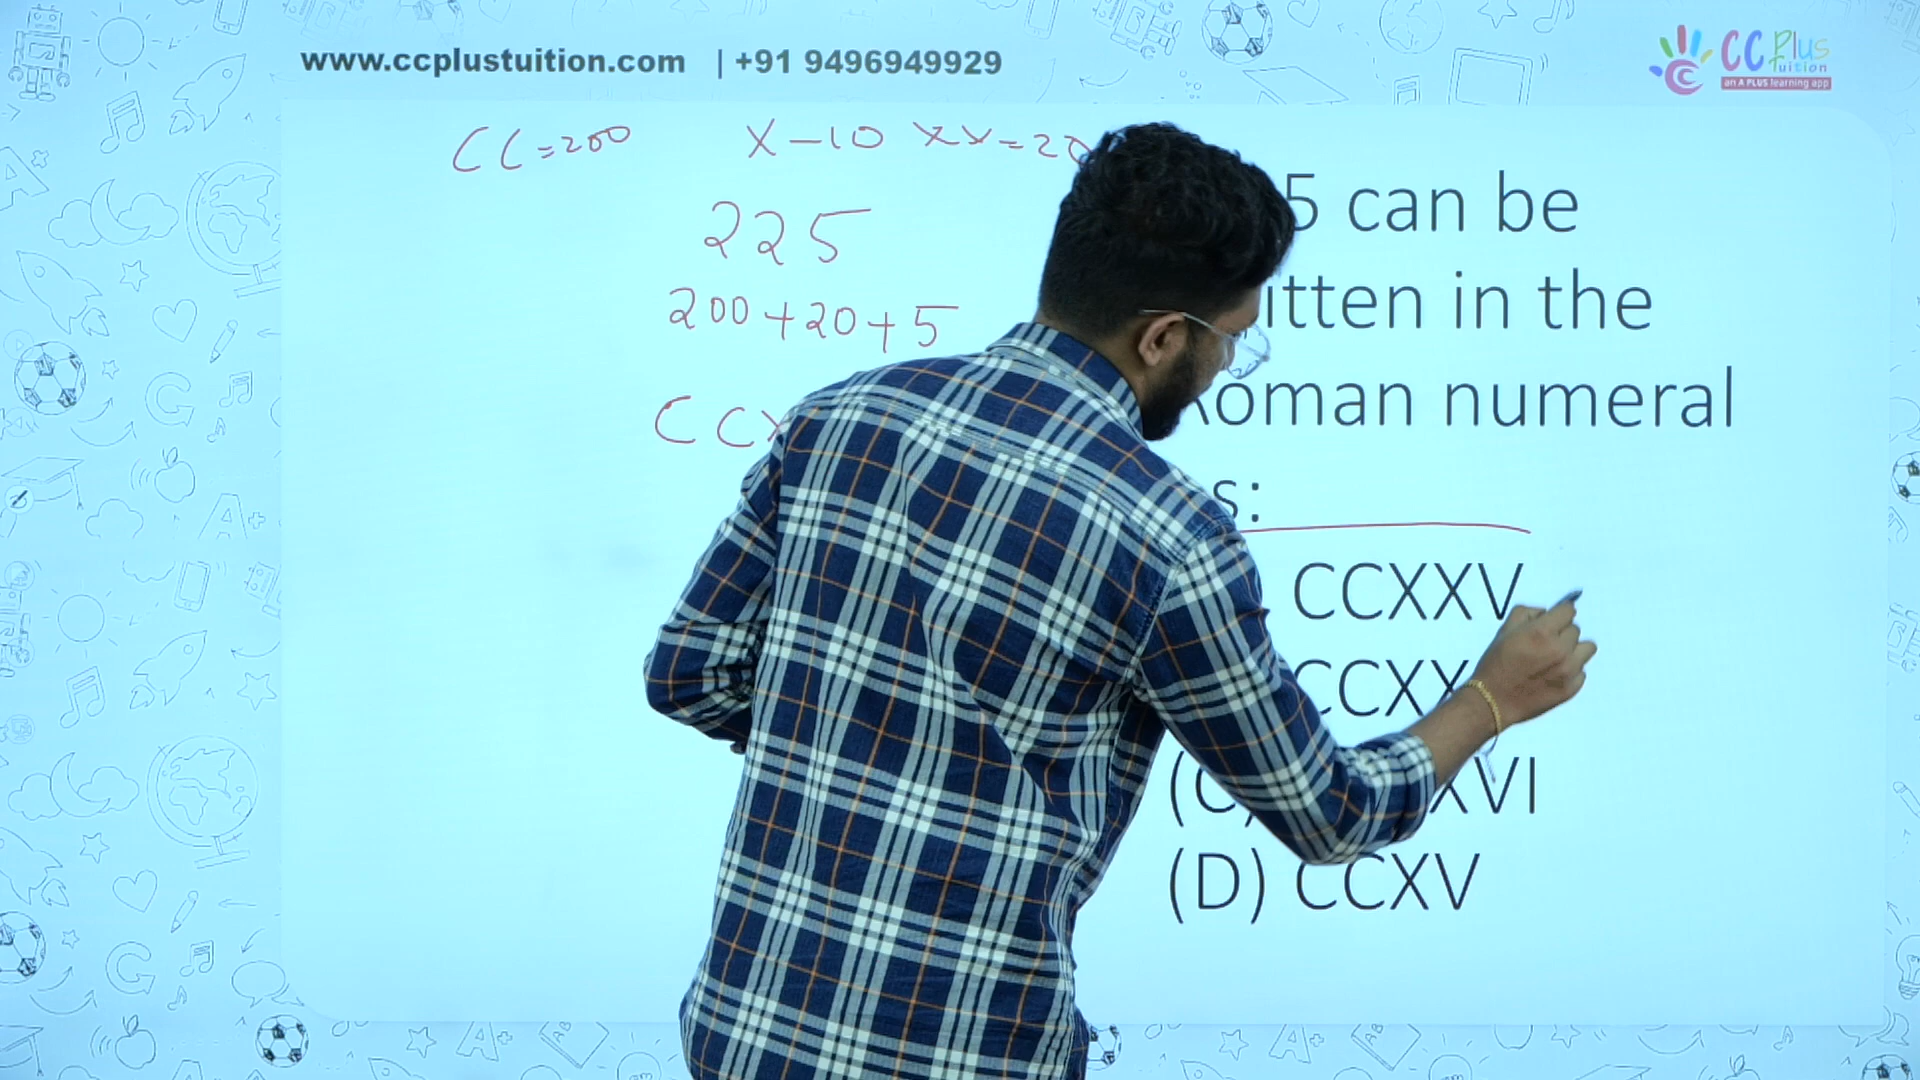 www.ccplustuition.com | +91 9496949929
CC Plus
Tuition
an A PLUS learning app
CC=200 X-10 XX=20
225
200+20+5
CCX
5 can be
itten in the
Roman numeral
s:
CCXXV
CCXX
(C) XVI
(D) CCXV